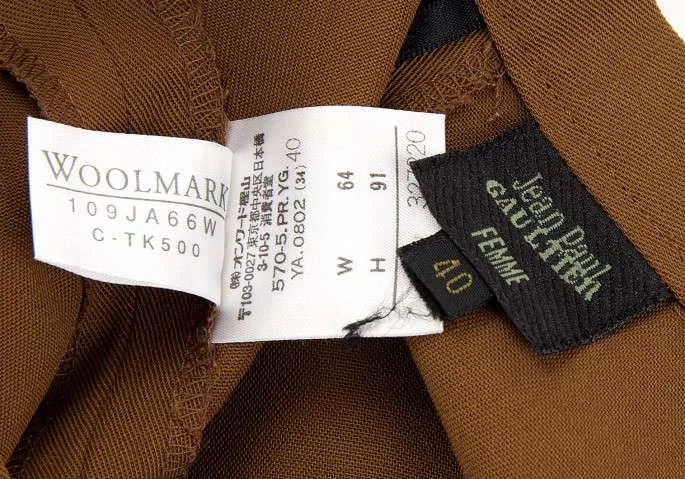 WOOLMARK
109JA66W
C-TK500
㈱オンワード樫山
〒103-0027 東京都中央区日本橋
3-10-5 消費者室
570-5.PR.YG.
YA.0802 (34) 40
W 64
H 91
Jean Paul
GAULTIER
FEMME
40